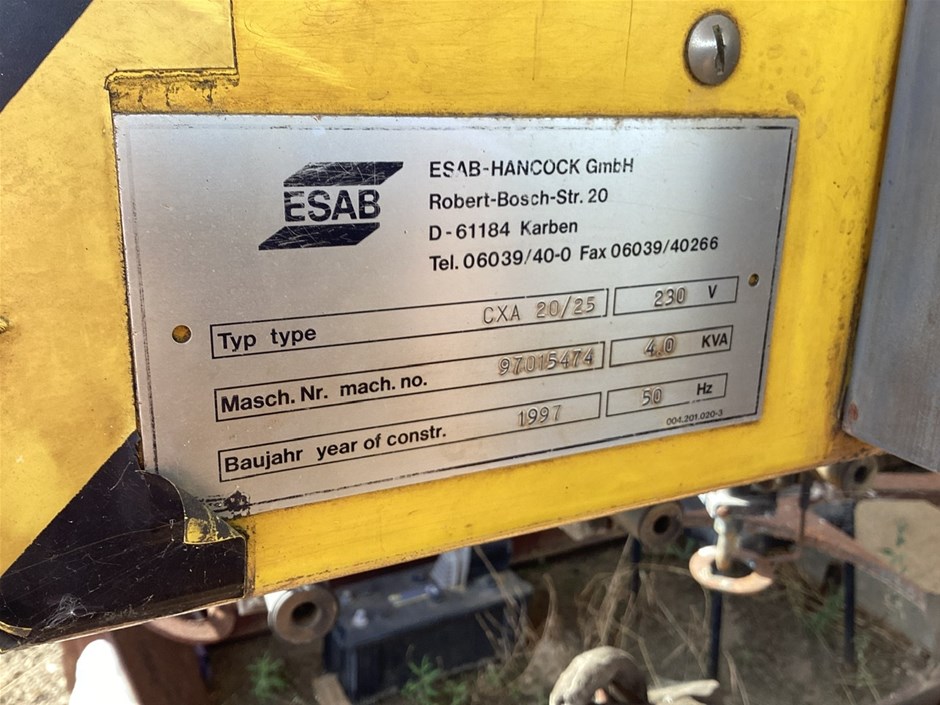 ESAB
ESAB-HANCOCK GmbH
Robert-Bosch-Str. 20
D-61184 Karben
Tel. 06039/40-0 Fax 06039/40266
Typ type CXA 20/25 230 V
Masch. Nr. mach. no. 97015474 4.0 KVA
Baujahr year of constr. 1997 50 Hz
004.201.020-3